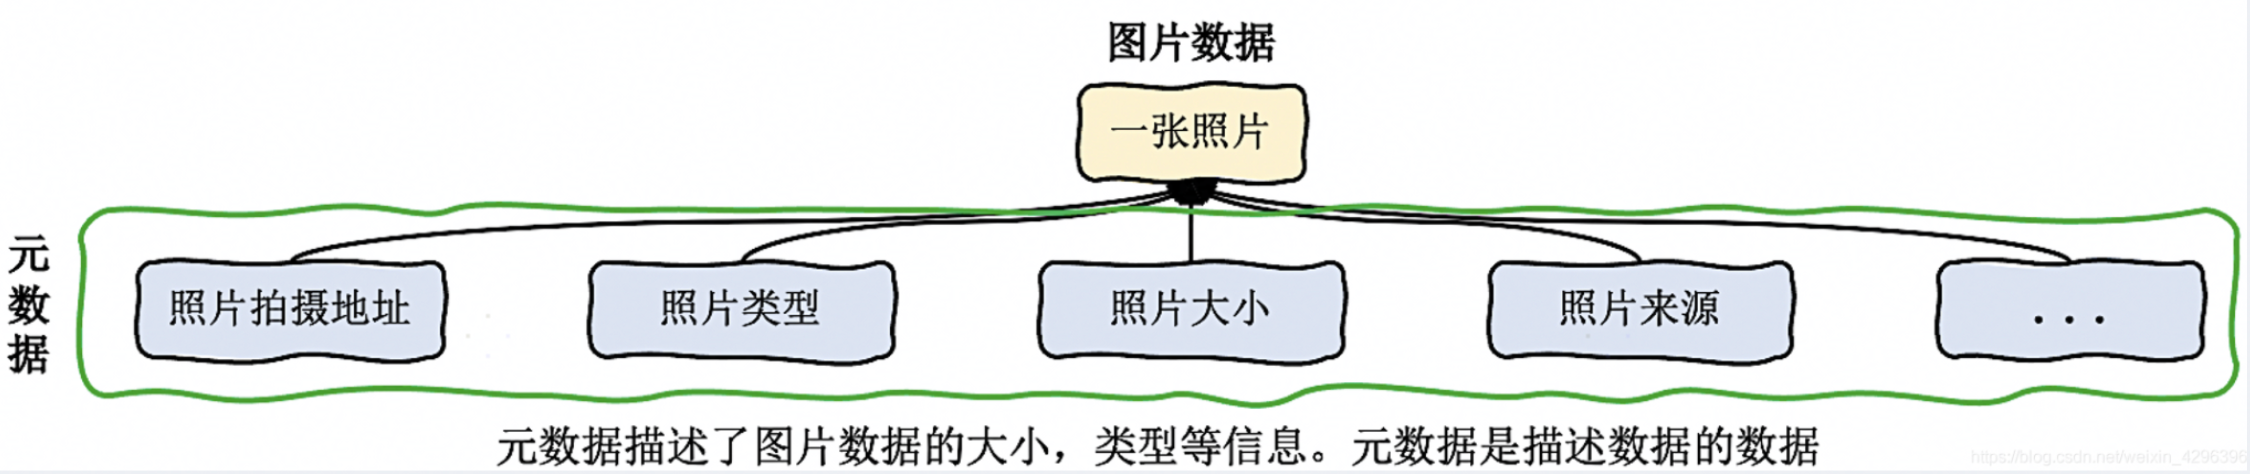 图片数据
一张照片
元数据
照片拍摄地址
照片类型
照片大小
照片来源
...
元数据描述了图片数据的大小，类型等信息。元数据是描述数据的数据
https://blog.csdn.net/weixin_4296396